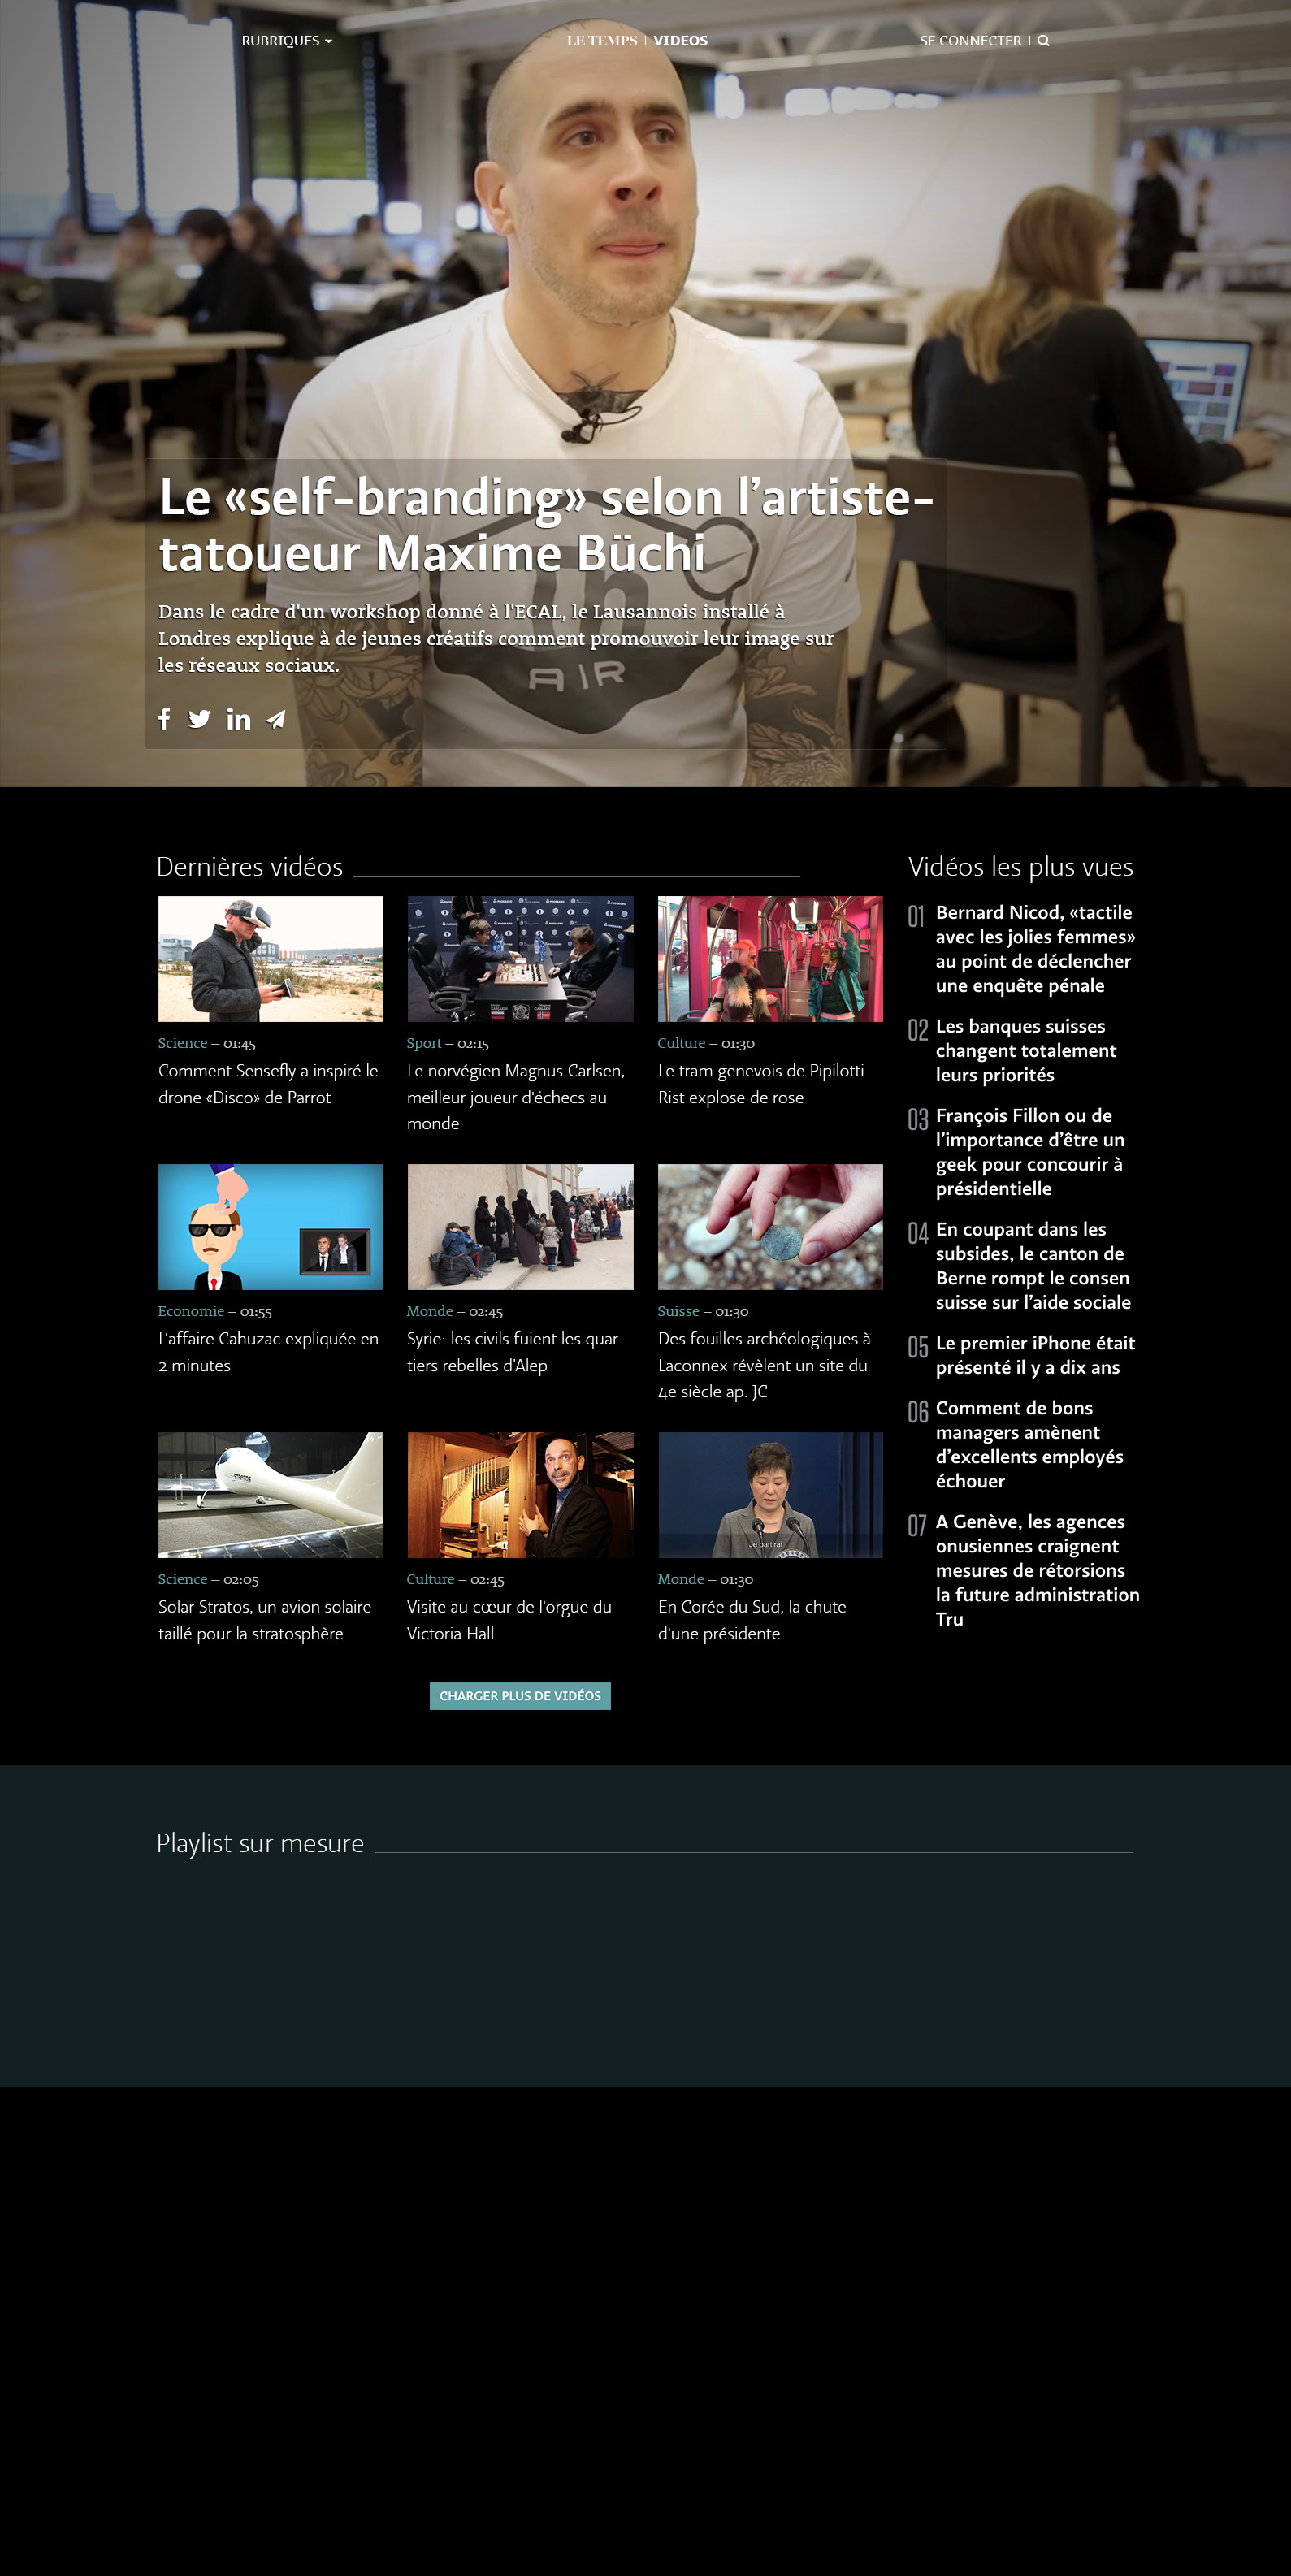 RUBRIQUES
LE TEMPS | VIDEOS
SE CONNECTER
Le «self-branding» selon l’artiste-
tatoueur Maxime Büchi
Dans le cadre d'un workshop donné à l'ECAL, le Lausannois installé à
Londres explique à de jeunes créatifs comment promouvoir leur image sur
les réseaux sociaux.
AIR
Dernières vidéos
Science – 01:45
Comment Sensefly a inspiré le
drone «Disco» de Parrot
Sport – 02:15
Le norvégien Magnus Carlsen,
meilleur joueur d'échecs au
monde
Culture – 01:30
Le tram genevois de Pipilotti
Rist explose de rose
Economie – 01:55
L'affaire Cahuzac expliquée en
2 minutes
Monde – 02:45
Syrie: les civils fuient les quar-
tiers rebelles d’Alep
Suisse – 01:30
Des fouilles archéologiques à
Laconnex révèlent un site du
4e siècle ap. JC
STRATOS
Science – 02:05
Solar Stratos, un avion solaire
taillé pour la stratosphère
Culture – 02:45
Visite au cœur de l'orgue du
Victoria Hall
Je partirai
Monde – 01:30
En Corée du Sud, la chute
d'une présidente
CHARGER PLUS DE VIDÉOS
Vidéos les plus vues
01 Bernard Nicod, «tactile
avec les jolies femmes»
au point de déclencher
une enquête pénale
02 Les banques suisses
changent totalement
leurs priorités
03 François Fillon ou de
l’importance d’être un
geek pour concourir à
présidentielle
04 En coupant dans les
subsides, le canton de
Berne rompt le consen
suisse sur l’aide sociale
05 Le premier iPhone était
présenté il y a dix ans
06 Comment de bons
managers amènent
d’excellents employés
échouer
07 A Genève, les agences
onusiennes craignent
mesures de rétorsions
la future administration
Tru
Playlist sur mesure